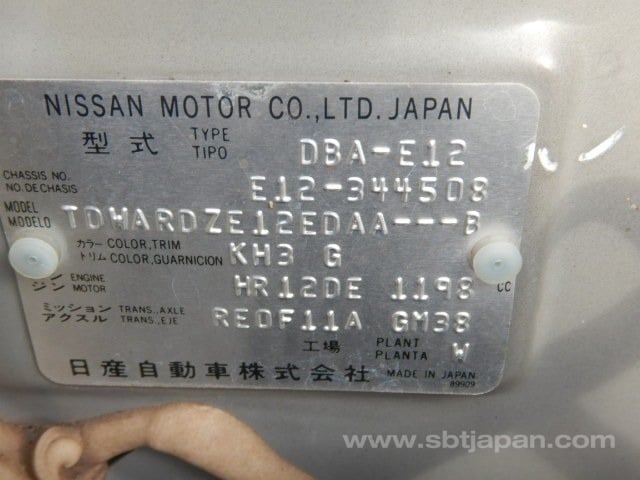 NISSAN MOTOR CO.,LTD. JAPAN
型式 TYPE TIPO DBA-E12
CHASSIS NO.
NO. DE CHASIS E12-344508
MODEL
MODELO TDWARDZE12EDAA---B
カラー COLOR,TRIM
トリム COLOR,GUARNICION KH3 G
ジン ENGINE
ジン MOTOR HR12DE 1198 CC
ミッション TRANS.,AXLE
アクスル TRANS.,EJE RE0F11A GM38
工場 PLANT PLANTA W
日産自動車株式会社 MADE IN JAPAN
89909
www.sbtjapan.com